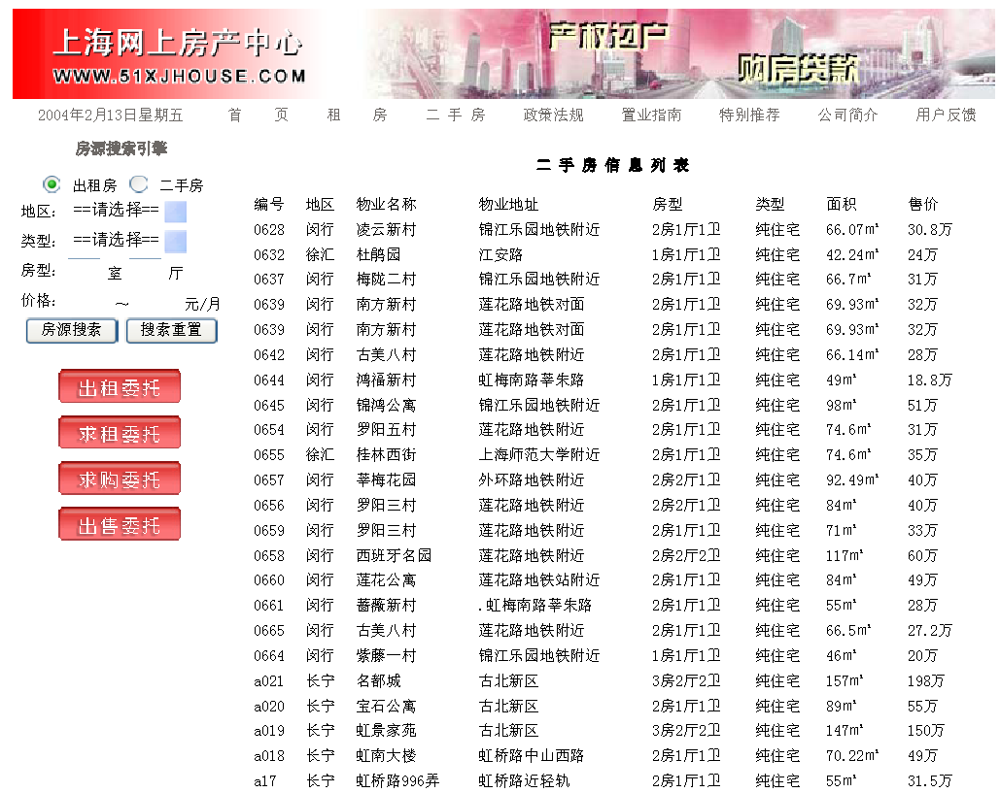 上海网上房产中心
WWW.51XJHOUSE.COM
产权过户
购房贷款
2004年2月13日星期五 首 页 租 房 二 手 房 政策法规 置业指南 特别推荐 公司简介 用户反馈
房源搜索引擎
出租房 二手房
地区: ==请选择==
类型: ==请选择==
房型: 室 厅
价格: ～ 元/月
房源搜索 搜索重置
出租委托
求租委托
求购委托
出售委托
二 手 房 信 息 列 表
编号 地区 物业名称 物业地址 房型 类型 面积 售价
0628 闵行 凌云新村 锦江乐园地铁附近 2房1厅1卫 纯住宅 66.07㎡ 30.8万
0632 徐汇 杜鹃园 江安路 1房1厅1卫 纯住宅 42.24㎡ 24万
0637 闵行 梅陇二村 锦江乐园地铁附近 2房1厅1卫 纯住宅 66.7㎡ 31万
0639 闵行 南方新村 莲花路地铁对面 2房1厅1卫 纯住宅 69.93㎡ 32万
0639 闵行 南方新村 莲花路地铁对面 2房1厅1卫 纯住宅 69.93㎡ 32万
0642 闵行 古美八村 莲花路地铁附近 2房1厅1卫 纯住宅 66.14㎡ 28万
0644 闵行 鸿福新村 虹梅南路莘朱路 1房1厅1卫 纯住宅 49㎡ 18.8万
0645 闵行 锦鸿公寓 锦江乐园地铁附近 2房1厅1卫 纯住宅 98㎡ 51万
0654 闵行 罗阳五村 莲花路地铁附近 2房1厅1卫 纯住宅 74.6㎡ 31万
0655 徐汇 桂林西街 上海师范大学附近 2房1厅1卫 纯住宅 74.6㎡ 35万
0657 闵行 莘梅花园 外环路地铁附近 2房2厅1卫 纯住宅 92.49㎡ 40万
0656 闵行 罗阳三村 莲花路地铁附近 2房2厅1卫 纯住宅 84㎡ 40万
0659 闵行 罗阳三村 莲花路地铁附近 2房1厅1卫 纯住宅 71㎡ 33万
0658 闵行 西班牙名园 莲花路地铁附近 2房2厅2卫 纯住宅 117㎡ 60万
0660 闵行 莲花公寓 莲花路地铁站附近 2房2厅1卫 纯住宅 84㎡ 49万
0661 闵行 蔷薇新村 .虹梅南路莘朱路 2房1厅1卫 纯住宅 55㎡ 28万
0665 闵行 古美八村 莲花路地铁附近 2房1厅1卫 纯住宅 66.5㎡ 27.2万
0664 闵行 紫藤一村 锦江乐园地铁附近 1房1厅1卫 纯住宅 46㎡ 20万
a021 长宁 名都城 古北新区 3房2厅2卫 纯住宅 157㎡ 198万
a020 长宁 宝石公寓 古北新区 2房1厅1卫 纯住宅 89㎡ 55万
a019 长宁 虹景家苑 古北新区 3房2厅2卫 纯住宅 147㎡ 150万
a018 长宁 虹南大楼 虹桥路中山西路 2房1厅1卫 纯住宅 70.22㎡ 49万
a17 长宁 虹桥路996弄 虹桥路近轻轨 2房1厅1卫 纯住宅 55㎡ 31.5万